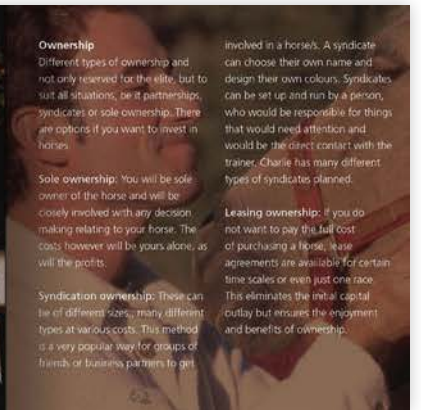 Ownership
Different types of ownership and
not only reserved for the elite, but to
suit all situations, be it partnerships,
syndicates or sole ownership. There
are options if you want to invest in
horses.
Sole ownership: You will be sole
owner of the horse and will be
closely involved with any decision
making relating to your horse. The
costs however will be yours alone, as
will the profits.
Syndication ownership: These can
be of different sizes,, many different
types at various costs. This method
is a very popular way for groups of
friends or business partners to get
involved in a horse/s. A syndicate
can choose their own name and
design their own colours. Syndicates
can be set up and run by a person,
who would be responsible for things
that would need attention and
would be the direct contact with the
trainer. Charlie has many different
types of syndicates planned.
Leasing ownership: If you do
not want to pay the full cost
of purchasing a horse, lease
agreements are available for certain
time scales or even just one race.
This eliminates the initial capital
outlay but ensures the enjoyment
and benefits of ownership.